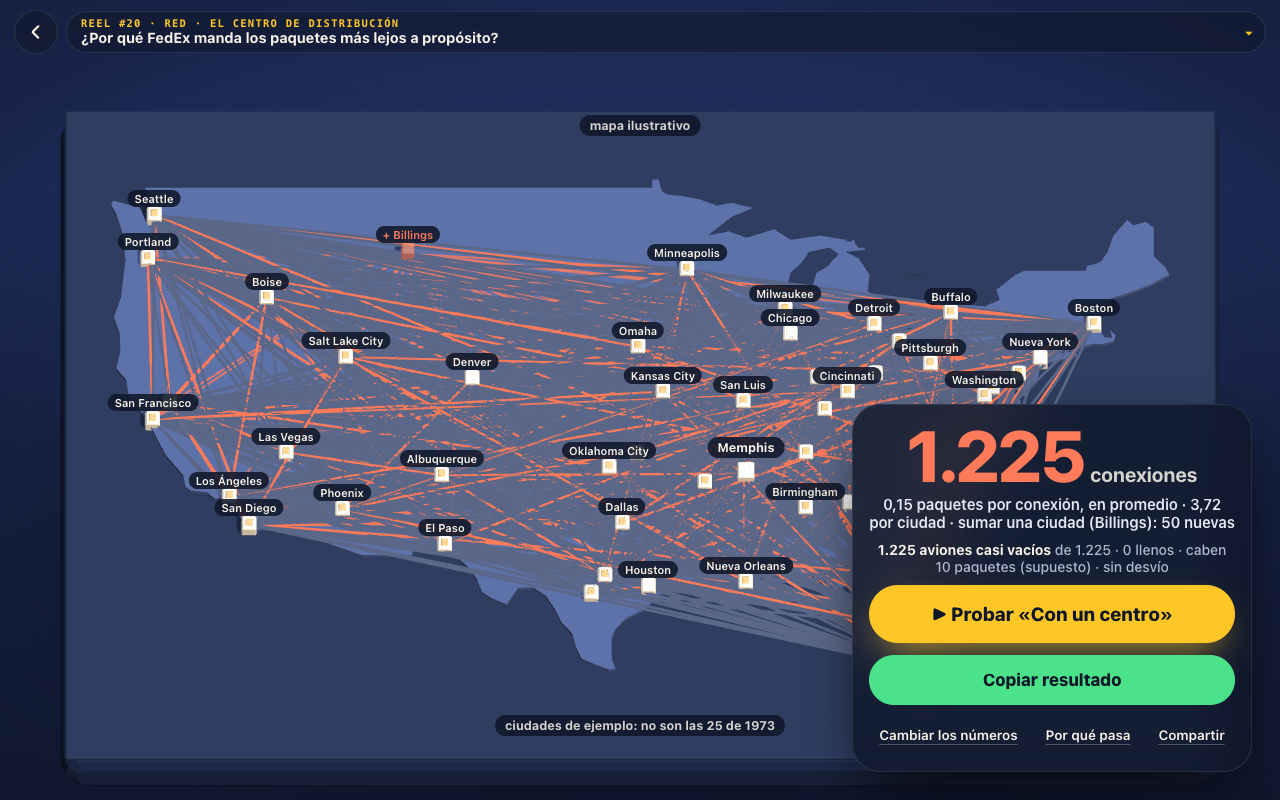 REEL #20 · RED · EL CENTRO DE DISTRIBUCIÓN
¿Por qué FedEx manda los paquetes más lejos a propósito?
mapa ilustrativo
Seattle
Portland
+ Billings
Boise
Minneapolis
Milwaukee
Chicago
Detroit
Buffalo
Boston
Omaha
Salt Lake City
Denver
Pittsburgh
Nueva York
Kansas City
San Luis
Cincinnati
Washington
San Francisco
Las Vegas
Albuquerque
Oklahoma City
Memphis
Los Ángeles
San Diego
Phoenix
Dallas
Birmingham
El Paso
Houston
Nueva Orleans
1.225 conexiones
0,15 paquetes por conexión, en promedio · 3,72
por ciudad · sumar una ciudad (Billings): 50 nuevas
1.225 aviones casi vacíos de 1.225 · 0 llenos · caben
10 paquetes (supuesto) · sin desvío
▶ Probar «Con un centro»
Copiar resultado
Cambiar los números
Por qué pasa
Compartir
ciudades de ejemplo: no son las 25 de 1973